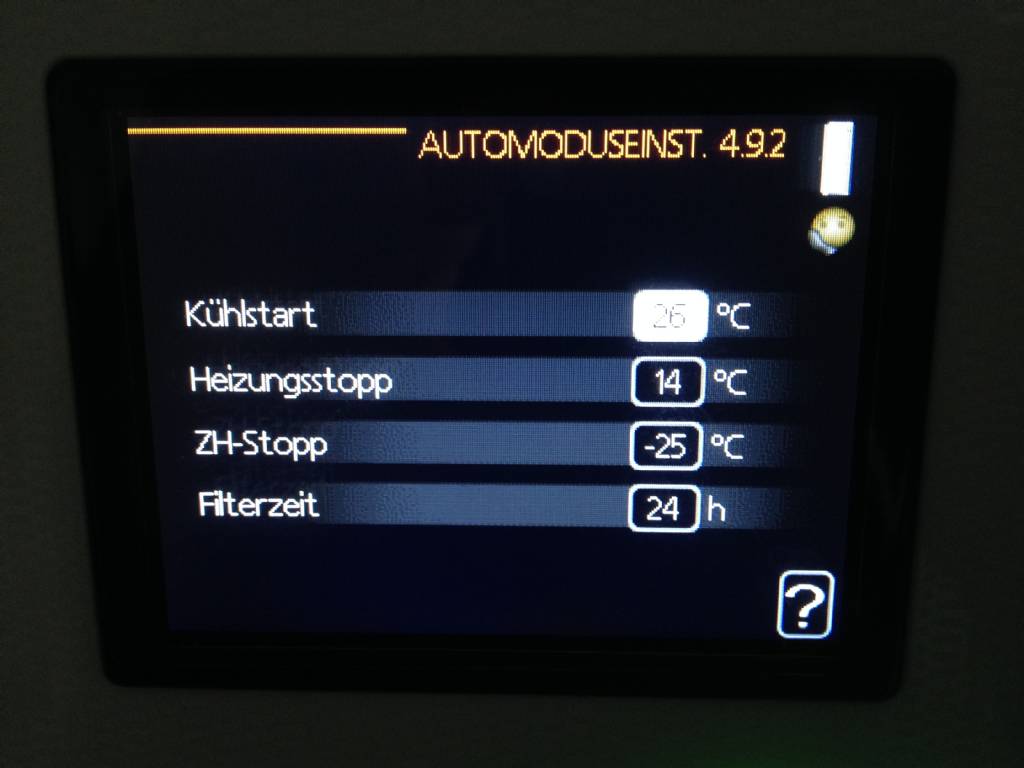 AUTOMODUSEINST. 4.9.2
Kühlstart 26 °C
Heizungsstopp 14 °C
ZH-Stopp -25 °C
Filterzeit 24 h
?